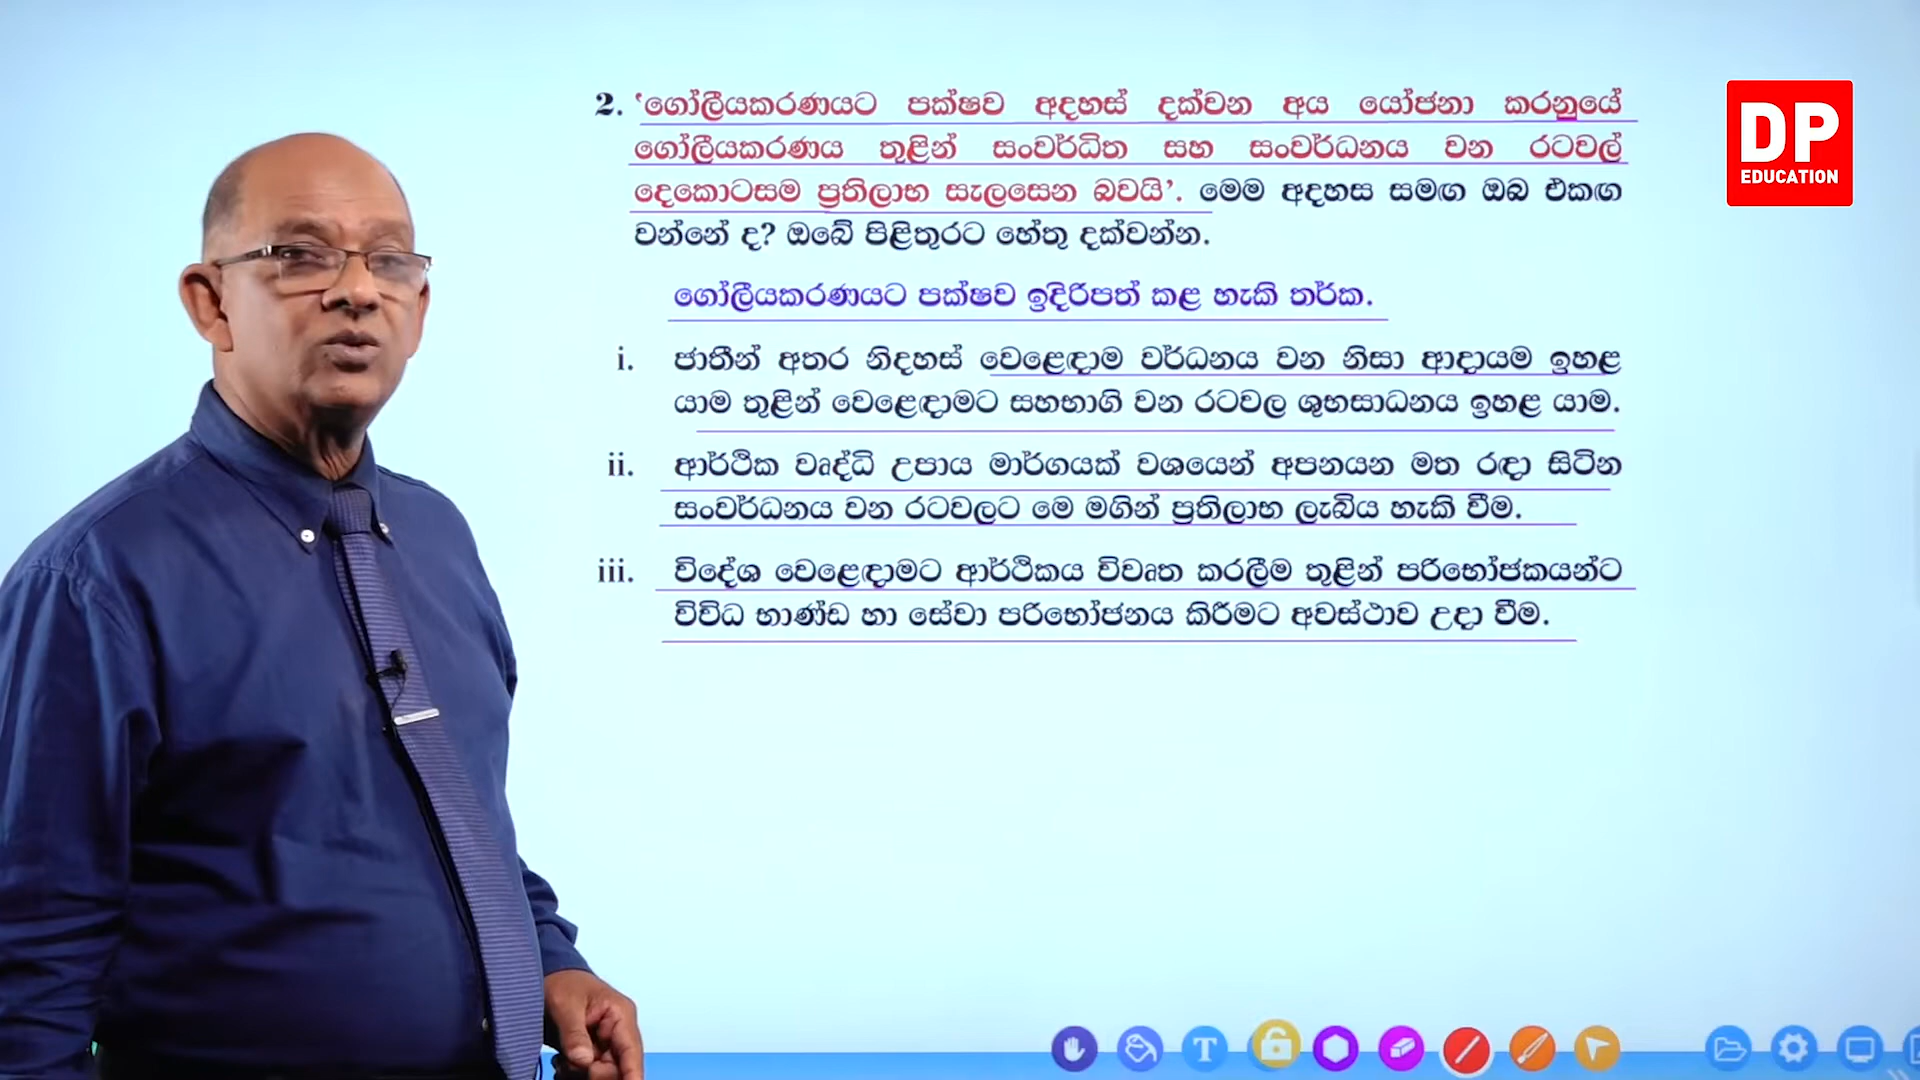 DP
EDUCATION
2. ‘ගෝලීයකරණයට පක්ෂව අදහස් දක්වන අය යෝජනා කරනුයේ
ගෝලීයකරණය තුළින් සංවර්ධිත සහ සංවර්ධනය වන රටවල්
දෙකොටසම ප්‍රතිලාභ සැලසෙන බවයි’. මෙම අදහස සමඟ ඔබ එකඟ
වන්නේ ද? ඔබේ පිළිතුරට හේතු දක්වන්න.
ගෝලීයකරණයට පක්ෂව ඉදිරිපත් කළ හැකි තර්ක.
i. ජාතීන් අතර නිදහස් වෙළෙඳාම වර්ධනය වන නිසා ආදායම ඉහළ
යාම තුළින් වෙළෙඳාමට සහභාගි වන රටවල ශුභසාධනය ඉහළ යාම.
ii. ආර්ථික වෘද්ධි උපාය මාර්ගයක් වශයෙන් අපනයන මත රඳා සිටින
සංවර්ධනය වන රටවලට මෙ මගින් ප්‍රතිලාභ ලැබිය හැකි වීම.
iii. විදේශ වෙළෙඳාමට ආර්ථිකය විවෘත කරලීම තුළින් පරිභෝජකයන්ට
විවිධ භාණ්ඩ හා සේවා පරිභෝජනය කිරීමට අවස්ථාව උදා වීම.